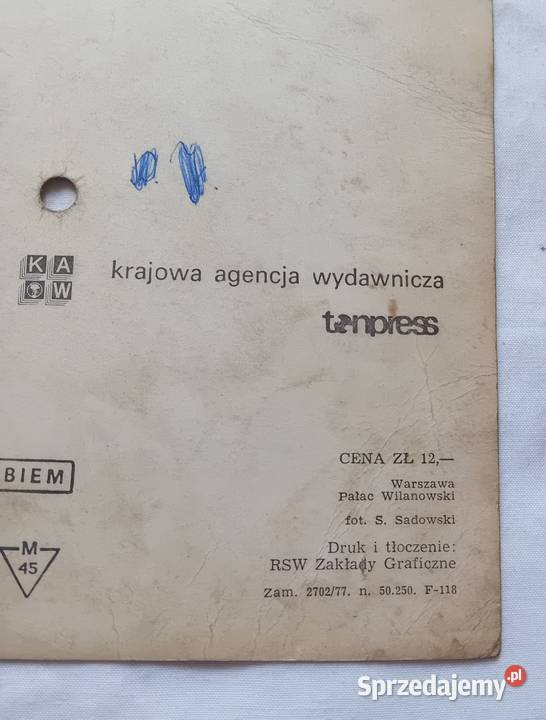 K A
W
krajowa agencja wydawnicza
tonpress
CENA ZŁ 12,—
Warszawa
Pałac Wilanowski
fot. S. Sadowski
BIEM
Druk i tłoczenie:
RSW Zakłady Graficzne
M
45
Zam. 2702/77. n. 50.250. F-118
Sprzedajemy.pl